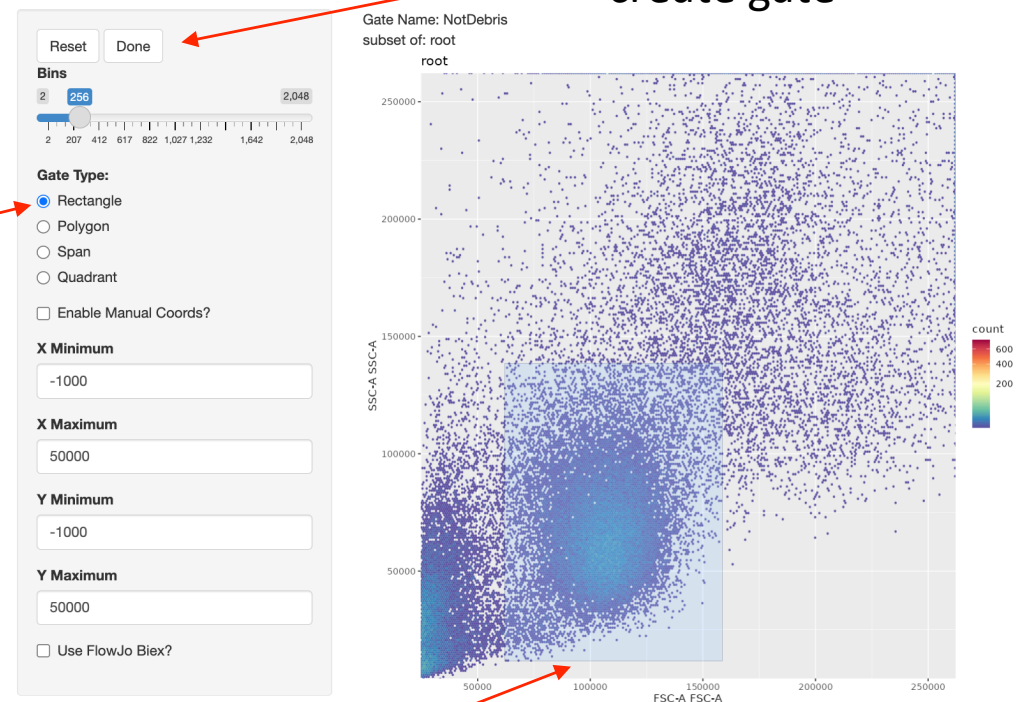 create gate
Reset Done
Bins
2 256 2,048
2 207 412 617 822 1,027 1,232 1,642 2,048
Gate Type:
Rectangle
Polygon
Span
Quadrant
Enable Manual Coords?
X Minimum
-1000
X Maximum
50000
Y Minimum
-1000
Y Maximum
50000
Use FlowJo Biex?
Gate Name: NotDebris
subset of: root
root
250000
200000
150000
100000
50000
SSC-A SSC-A
50000 100000 150000 200000 250000
FSC-A FSC-A
count
600
400
200